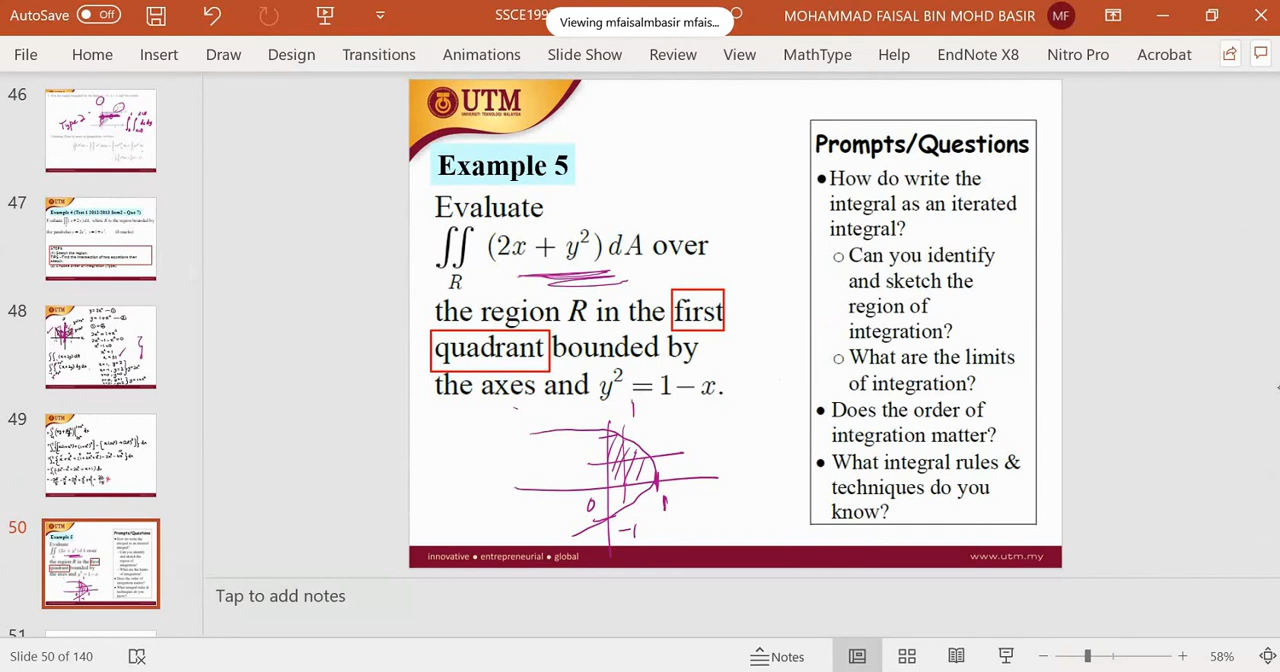 AutoSave Off
SSCE199
Viewing mfaisalmbasir mfais...
MOHAMMAD FAISAL BIN MOHD BASIR MF
File Home Insert Draw Design Transitions Animations Slide Show Review View MathType Help EndNote X8 Nitro Pro Acrobat
46
47
48
49
50
51
UTM
UNIVERSITI TEKNOLOGI MALAYSIA
Example 5
Evaluate
∬_R (2x + y²) dA over
the region R in the first
quadrant bounded by
the axes and y² = 1 − x.
1
0
1
-1
Prompts/Questions
• How do write the
integral as an iterated
integral?
○ Can you identify
and sketch the
region of
integration?
○ What are the limits
of integration?
• Does the order of
integration matter?
• What integral rules &
techniques do you
know?
innovative • entrepreneurial • global
www.utm.my
Tap to add notes
Slide 50 of 140
Notes
58%